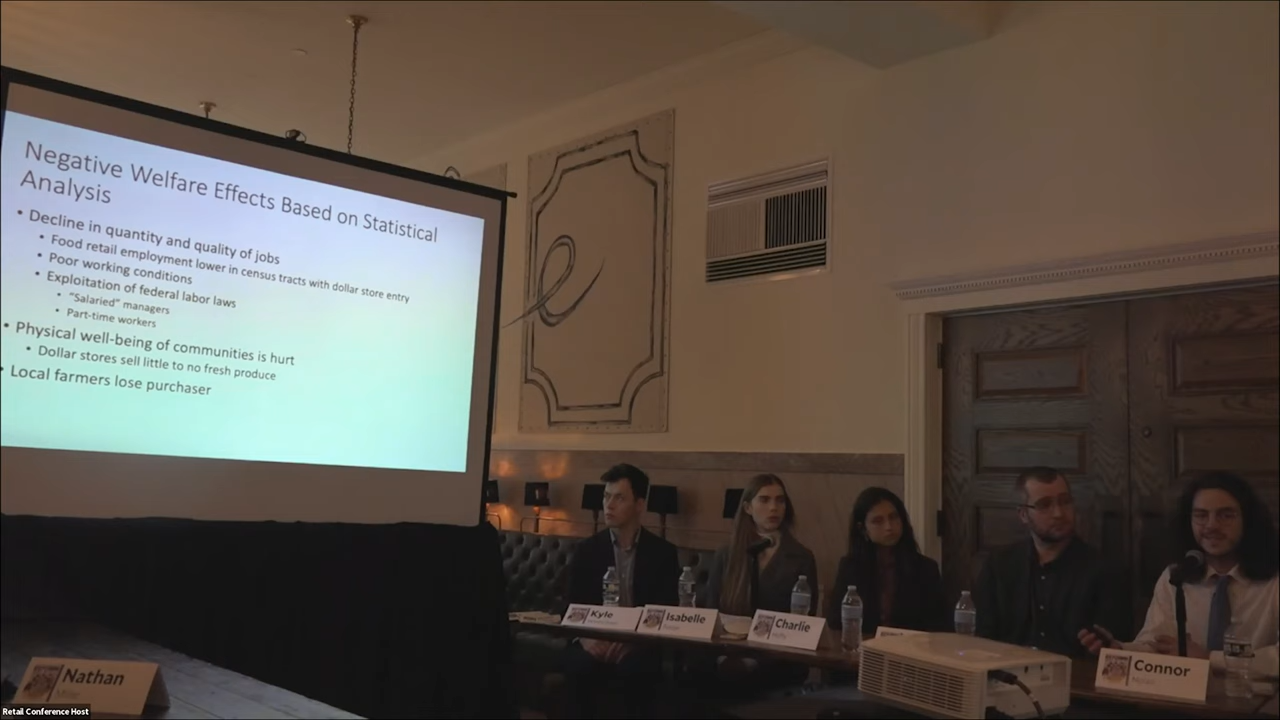 Negative Welfare Effects Based on Statistical
Analysis
• Decline in quantity and quality of jobs
• Food retail employment lower in census tracts with dollar store entry
• Poor working conditions
• Exploitation of federal labor laws
• "Salaried" managers
• Part-time workers
• Physical well-being of communities is hurt
• Dollar stores sell little to no fresh produce
• Local farmers lose purchaser
Kyle
Isabelle
Charlie
Connor
Nathan
Miller
Retail Conference Host